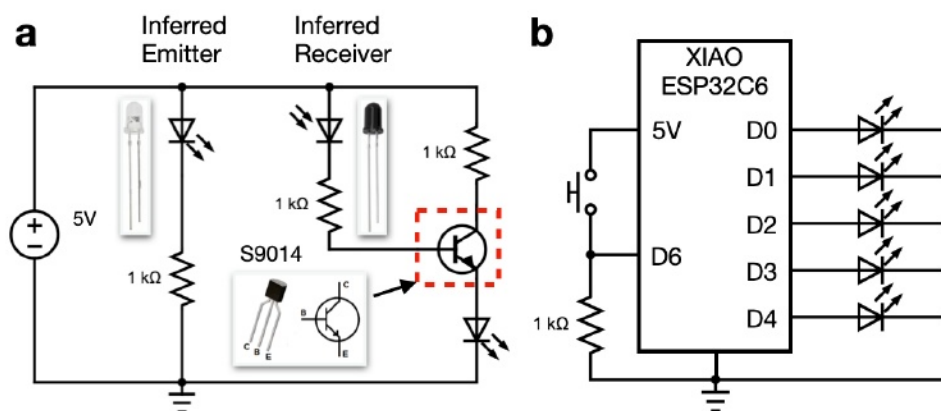 a
Inferred
Emitter
Inferred
Receiver
1 kΩ
1 kΩ
5V
+
−
1 kΩ
S9014
C
B
E
C B E
b
XIAO
ESP32C6
5V
D0
D1
D2
D6
D3
D4
1 kΩ